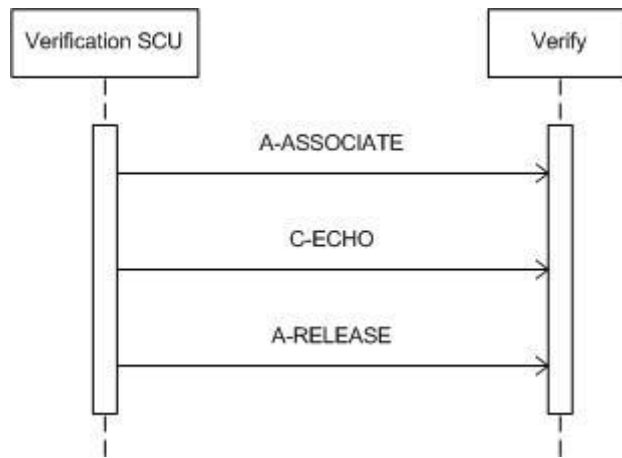 Verification SCU
Verify
A-ASSOCIATE
C-ECHO
A-RELEASE